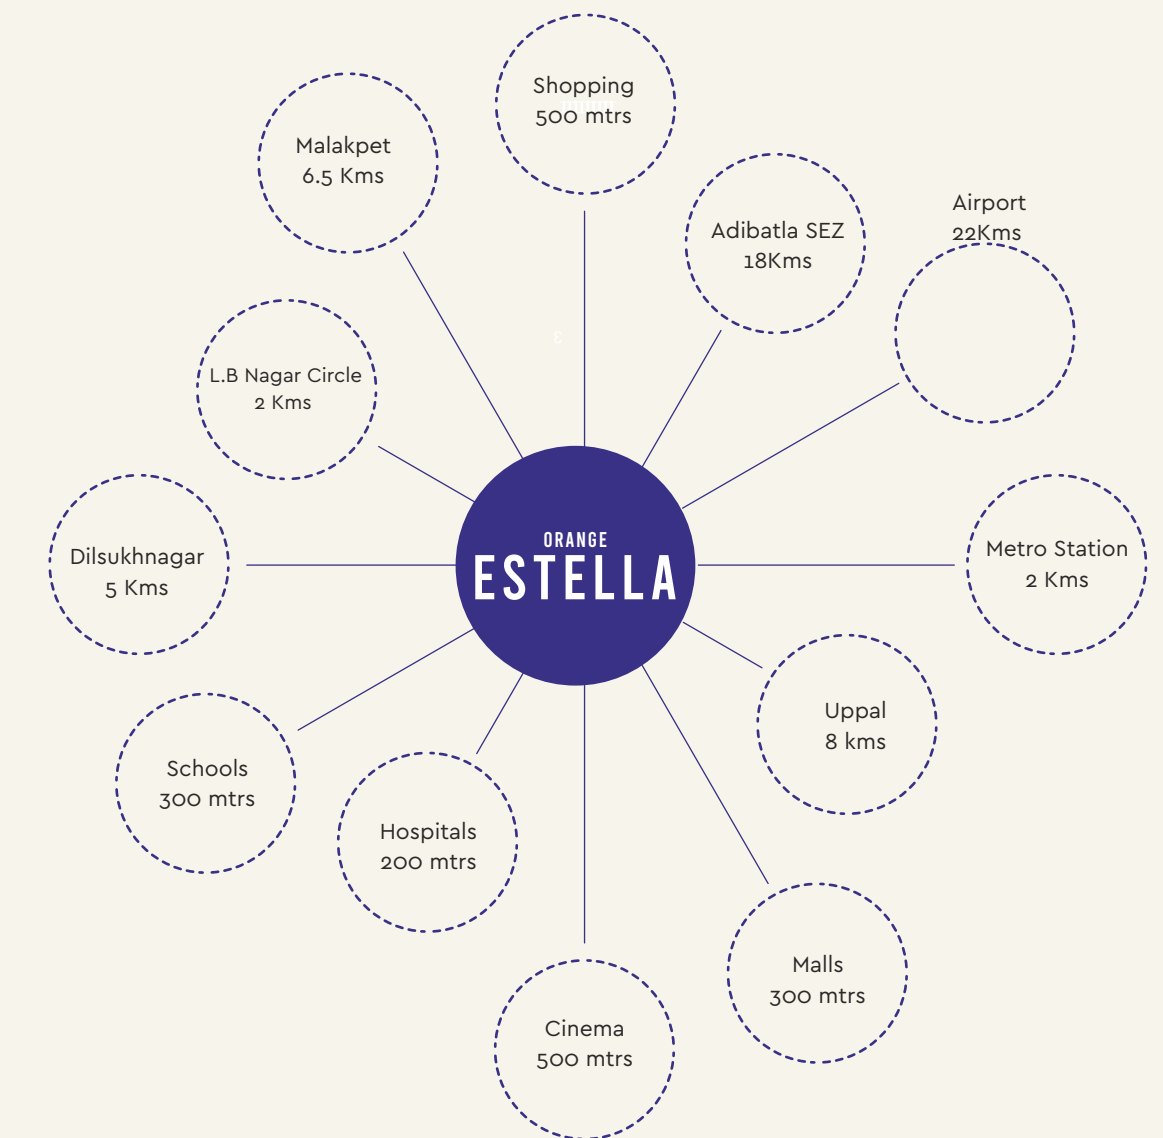 Shopping
500 mtrs
Malakpet
6.5 Kms
Adibatla SEZ
18Kms
Airport
22Kms
L.B Nagar Circle
2 Kms
ORANGE
ESTELLA
Dilsukhnagar
5 Kms
Metro Station
2 Kms
Uppal
8 kms
Schools
300 mtrs
Hospitals
200 mtrs
Malls
300 mtrs
Cinema
500 mtrs